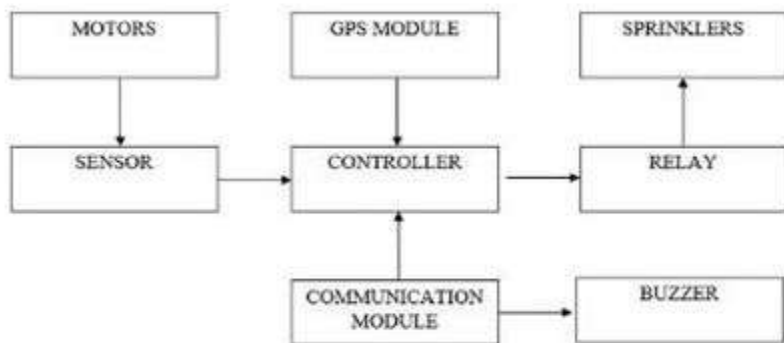 MOTORS
GPS MODULE
SPRINKLERS
SENSOR
CONTROLLER
RELAY
COMMUNICATION
MODULE
BUZZER